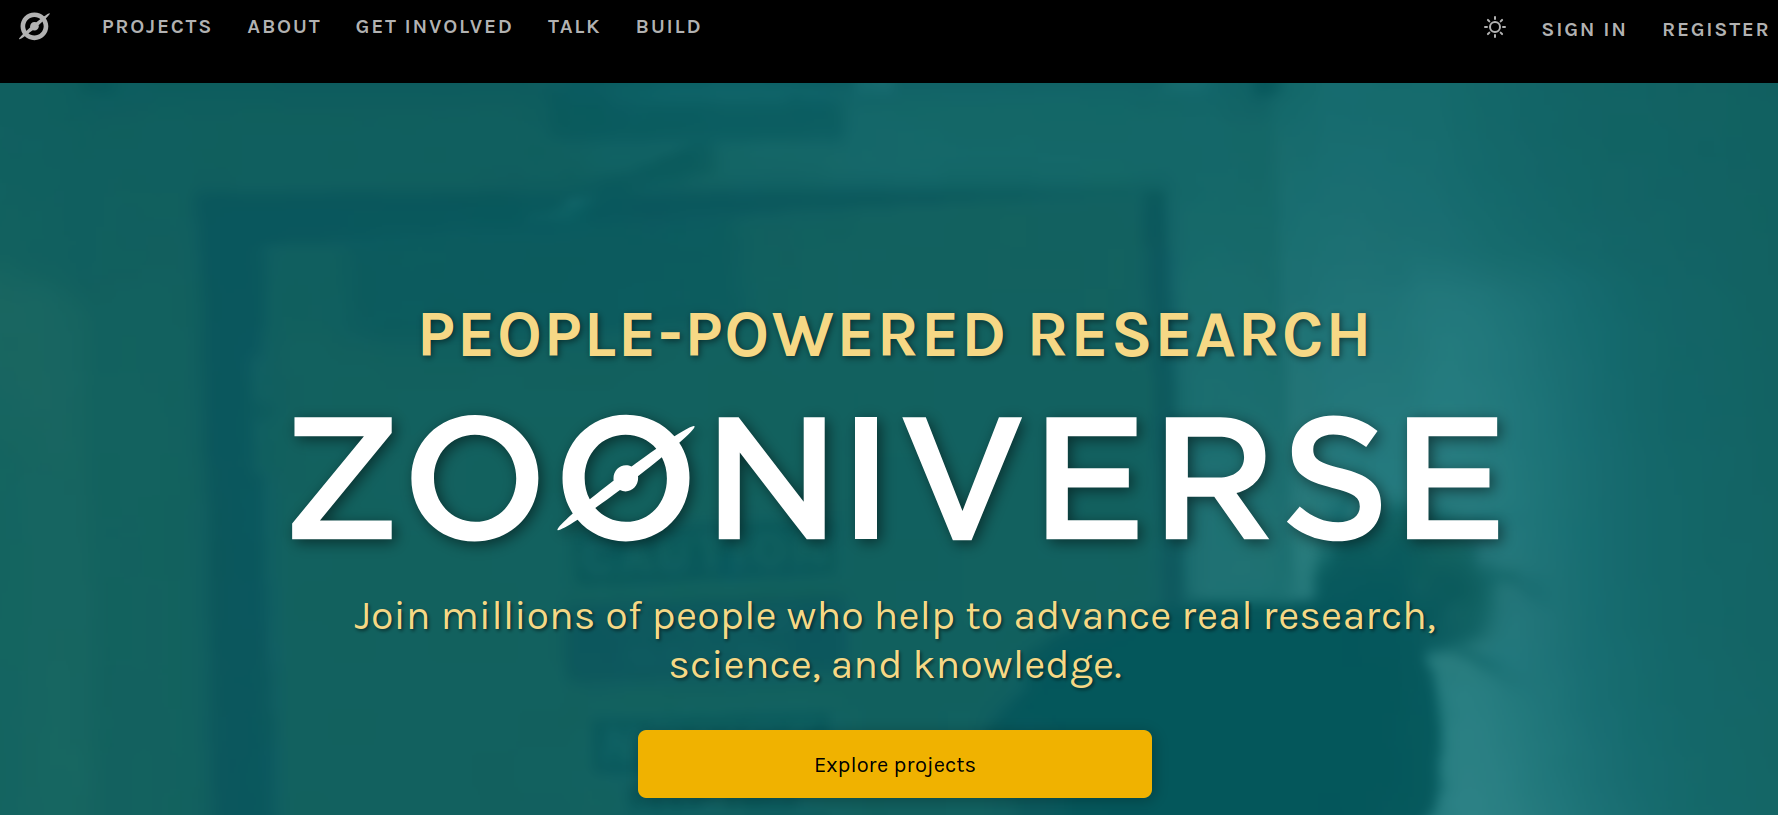 PROJECTS ABOUT GET INVOLVED TALK BUILD SIGN IN REGISTER
PEOPLE-POWERED RESEARCH
ZOONIVERSE
Join millions of people who help to advance real research,
science, and knowledge.
Explore projects